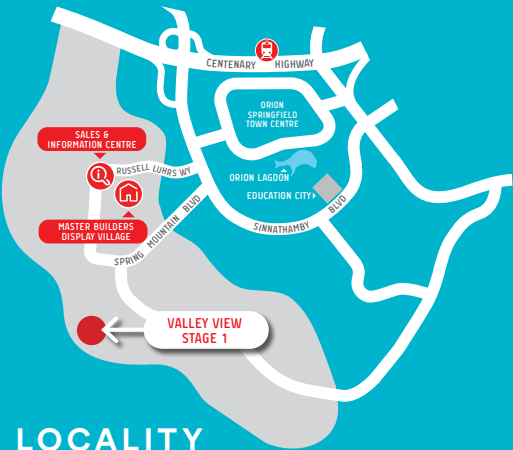 CENTENARY HIGHWAY
ORION
SPRINGFIELD
TOWN CENTRE
SALES &
INFORMATION CENTRE
RUSSELL LUHRS WY
ORION LAGOON
EDUCATION CITY
MASTER BUILDERS
DISPLAY VILLAGE
SPRING MOUNTAIN BLVD
SINNATHAMBY BLVD
VALLEY VIEW
STAGE 1
LOCALITY